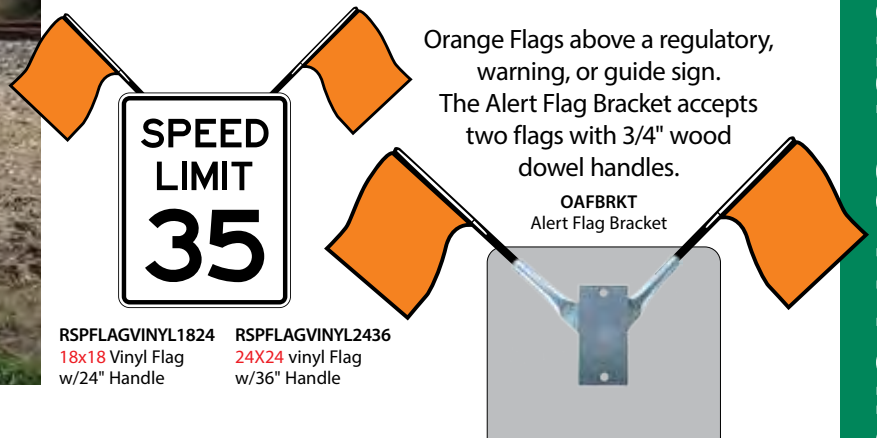 SPEED
LIMIT
35
Orange Flags above a regulatory,
warning, or guide sign.
The Alert Flag Bracket accepts
two flags with 3/4" wood
dowel handles.
OAFBRKT
Alert Flag Bracket
RSPFLAGVINYL1824
18x18 Vinyl Flag
w/24" Handle
RSPFLAGVINYL2436
24X24 vinyl Flag
w/36" Handle